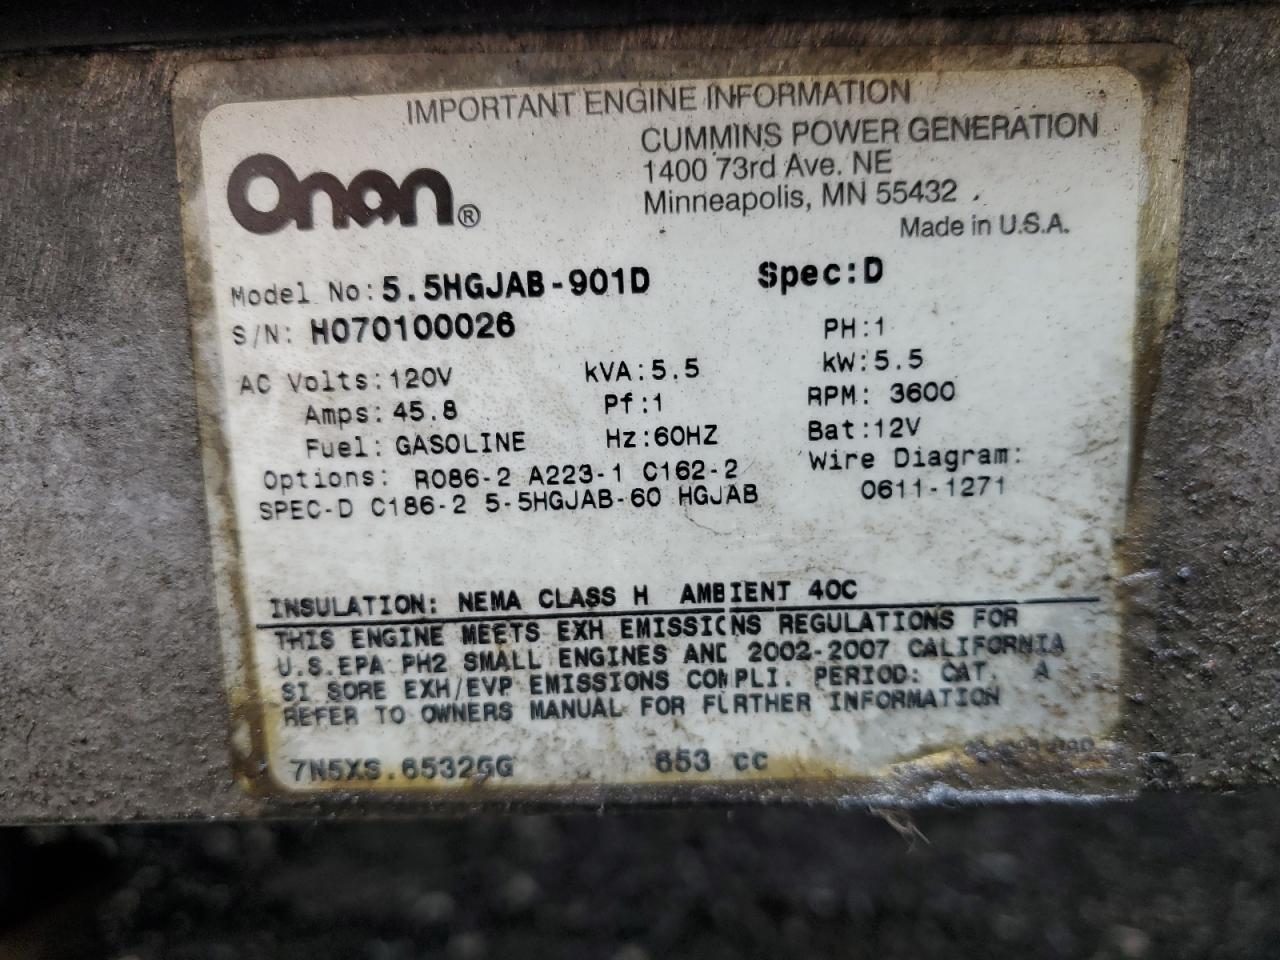 IMPORTANT ENGINE INFORMATION
Onan®
CUMMINS POWER GENERATION
1400 73rd Ave. NE
Minneapolis, MN 55432
Made in U.S.A.
Model No: 5.5HGJAB-901D Spec:D
S/N: H070100026 PH:1
AC Volts: 120V kVA:5.5 kW:5.5
Amps: 45.8 Pf:1 RPM: 3600
Fuel: GASOLINE Hz:60HZ Bat:12V
Options: R086-2 A223-1 C162-2 Wire Diagram:
SPEC-D C186-2 5-5HGJAB-60 HGJAB 0611-1271
INSULATION: NEMA CLASS H AMBIENT 40C
THIS ENGINE MEETS EXH EMISSIONS REGULATIONS FOR
U.S.EPA PH2 SMALL ENGINES AND 2002-2007 CALIFORNIA
SI SORE EXH/EVP EMISSIONS COMPLI. PERIOD: CAT. A
REFER TO OWNERS MANUAL FOR FURTHER INFORMATION
7N5XS.6532GG 653 cc